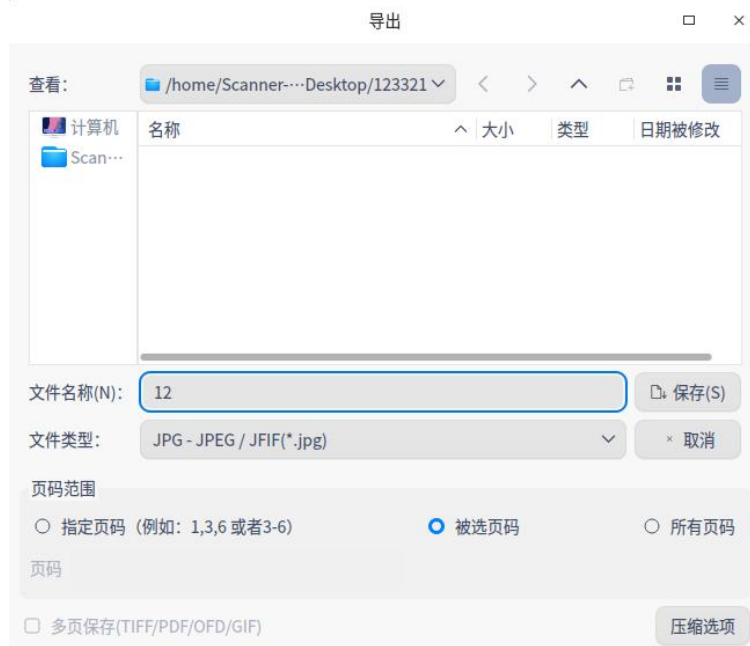 导出
查看: /home/Scanner-···Desktop/123321
计算机
Scan···
名称 大小 类型 日期被修改
文件名称(N): 12 保存(S)
文件类型: JPG - JPEG / JFIF(*.jpg) 取消
页码范围
指定页码（例如：1,3,6 或者3-6） 被选页码 所有页码
页码
多页保存(TIFF/PDF/OFD/GIF) 压缩选项